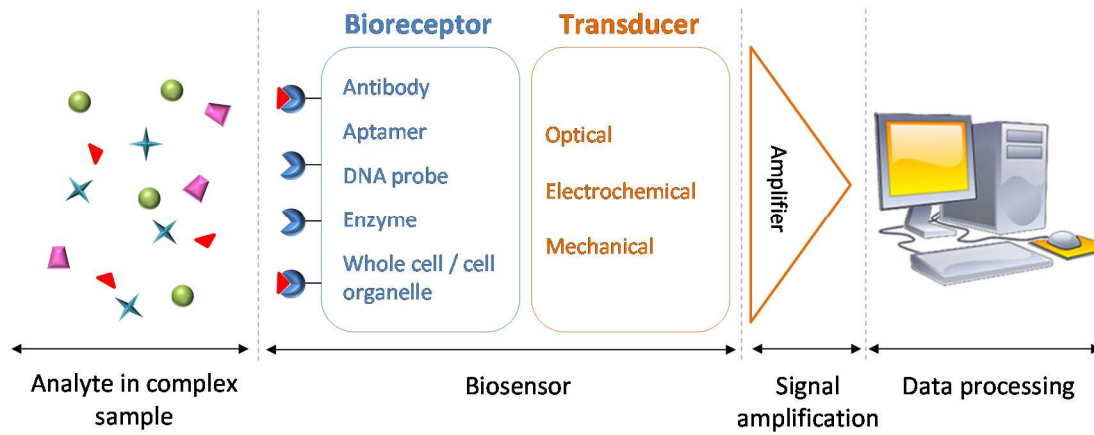 Bioreceptor
Transducer
Antibody
Aptamer
DNA probe
Enzyme
Whole cell / cell
organelle
Optical
Electrochemical
Mechanical
Amplifier
Analyte in complex
sample
Biosensor
Signal
amplification
Data processing